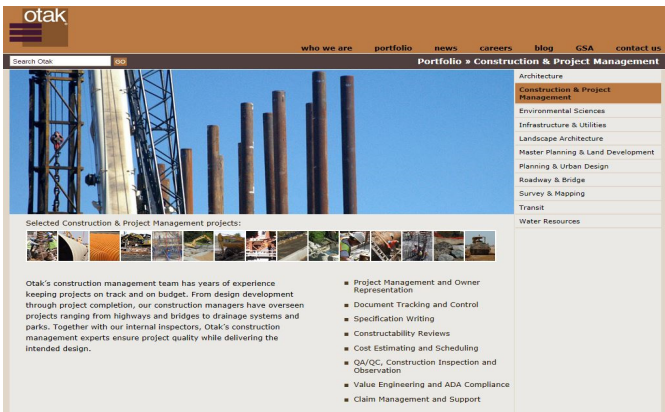 otak
who we are portfolio news careers blog GSA contact us
Search Otak GO
Portfolio » Construction & Project Management
Architecture
Construction & Project
Management
Environmental Sciences
Infrastructure & Utilities
Landscape Architecture
Master Planning & Land Development
Planning & Urban Design
Roadway & Bridge
Survey & Mapping
Transit
Water Resources
Selected Construction & Project Management projects:
Otak's construction management team has years of experience
keeping projects on track and on budget. From design development
through project completion, our construction managers have overseen
projects ranging from highways and bridges to drainage systems and
parks. Together with our internal inspectors, Otak's construction
management experts ensure project quality while delivering the
intended design.
Project Management and Owner
Representation
Document Tracking and Control
Specification Writing
Constructability Reviews
Cost Estimating and Scheduling
QA/QC, Construction Inspection and
Observation
Value Engineering and ADA Compliance
Claim Management and Support